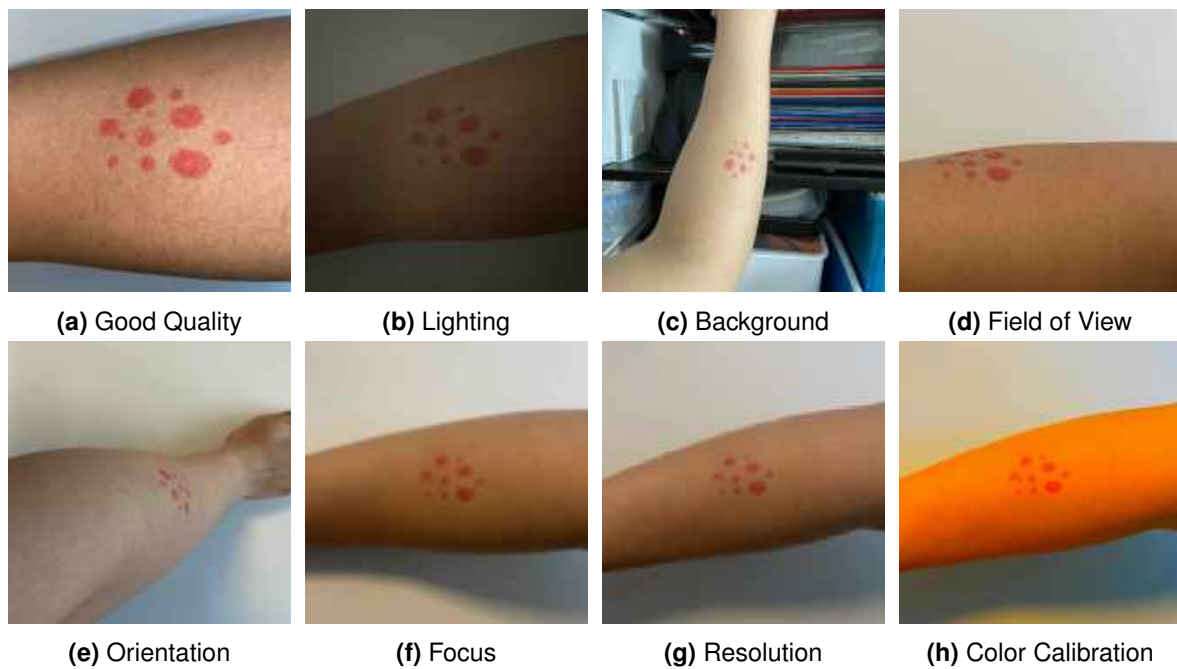 (a) Good Quality
(b) Lighting
(c) Background
(d) Field of View
(e) Orientation
(f) Focus
(g) Resolution
(h) Color Calibration